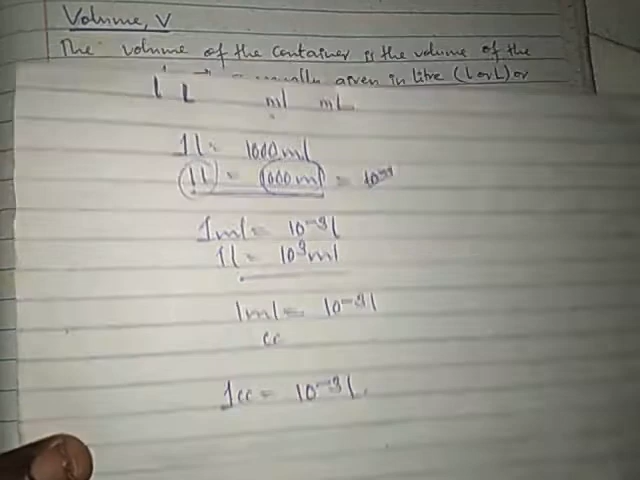 Volume, V
The volume of the container is the volume of the
usually given in litre (l or L) or
l L ml mL
1l = 1000ml
1l = 1000ml =
1ml = 10⁻³l
1l = 10³ml
1ml = 10⁻³l
cc
1cc = 10⁻³l.